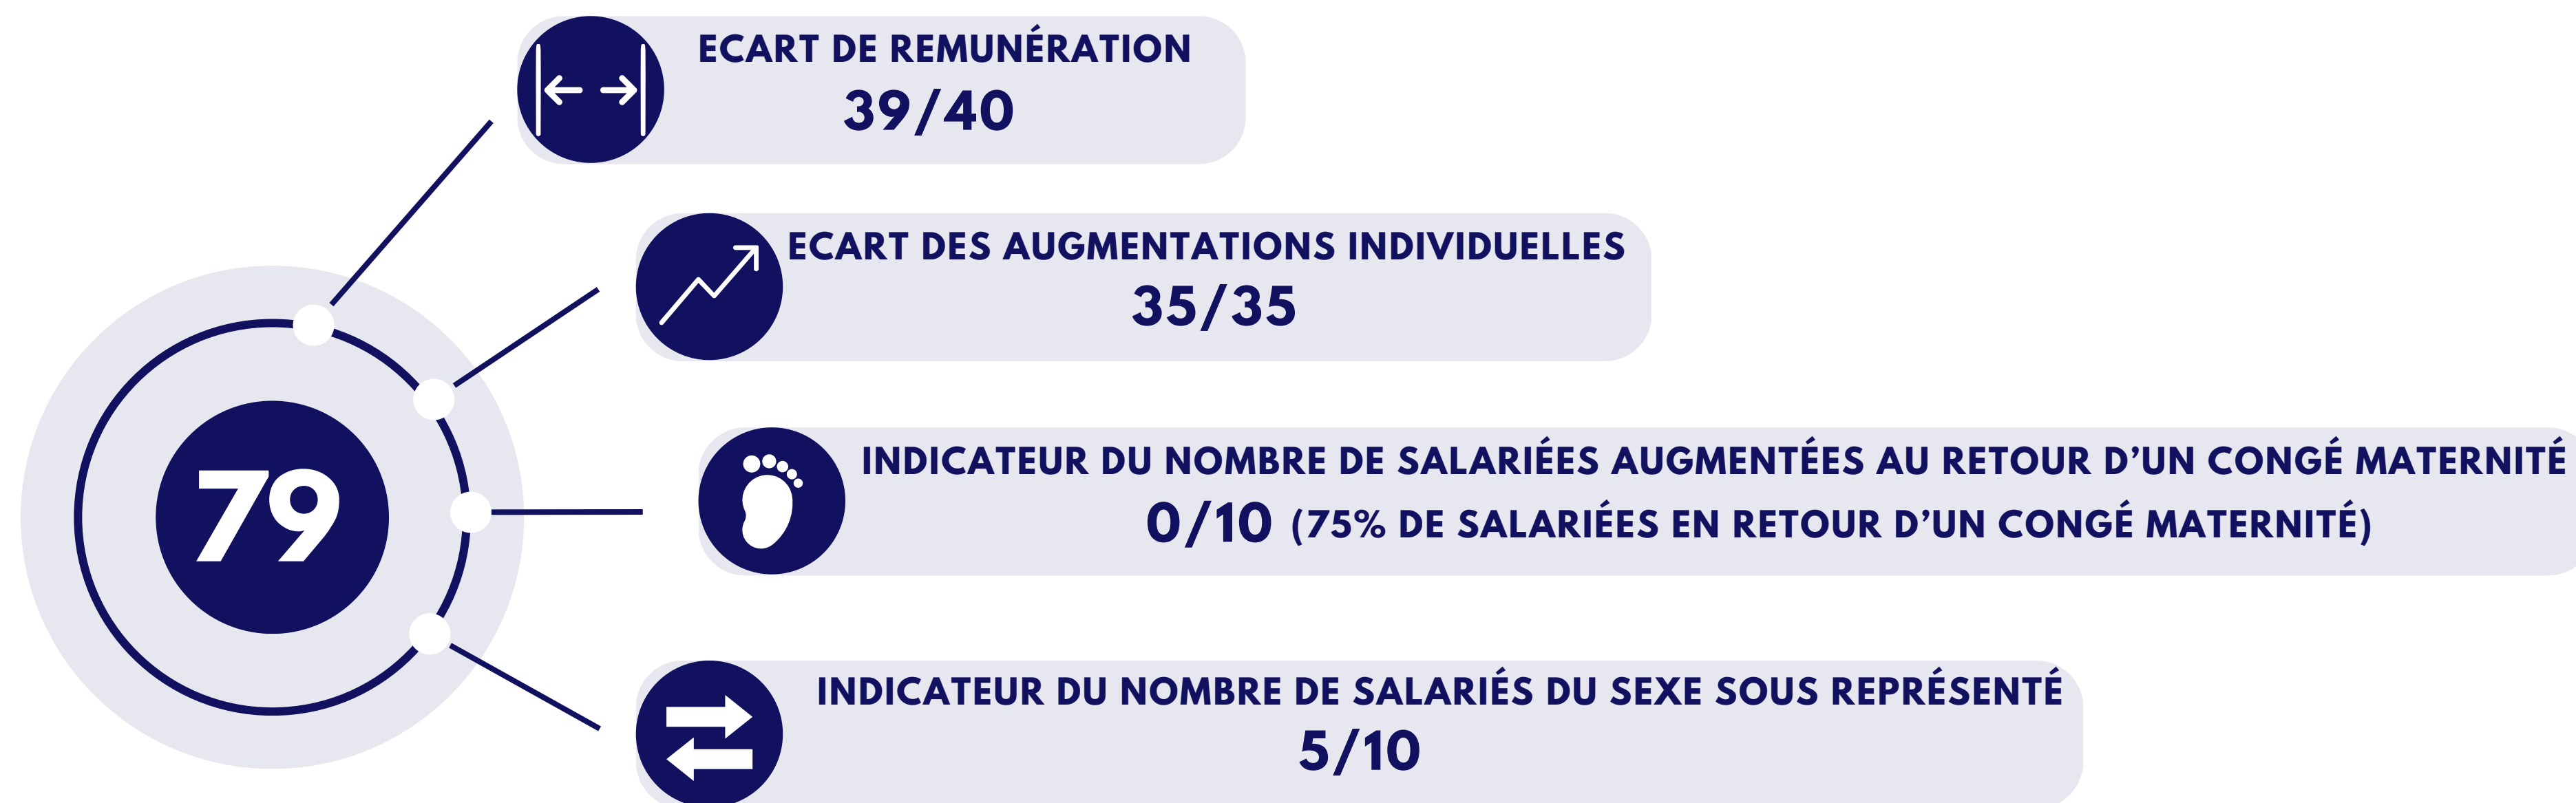 ECART DE REMUNÉRATION
39/40
ECART DES AUGMENTATIONS INDIVIDUELLES
35/35
79
INDICATEUR DU NOMBRE DE SALARIÉES AUGMENTÉES AU RETOUR D'UN CONGÉ MATERNITÉ
0/10 (75% DE SALARIÉES EN RETOUR D'UN CONGÉ MATERNITÉ)
INDICATEUR DU NOMBRE DE SALARIÉS DU SEXE SOUS REPRÉSENTÉ
5/10